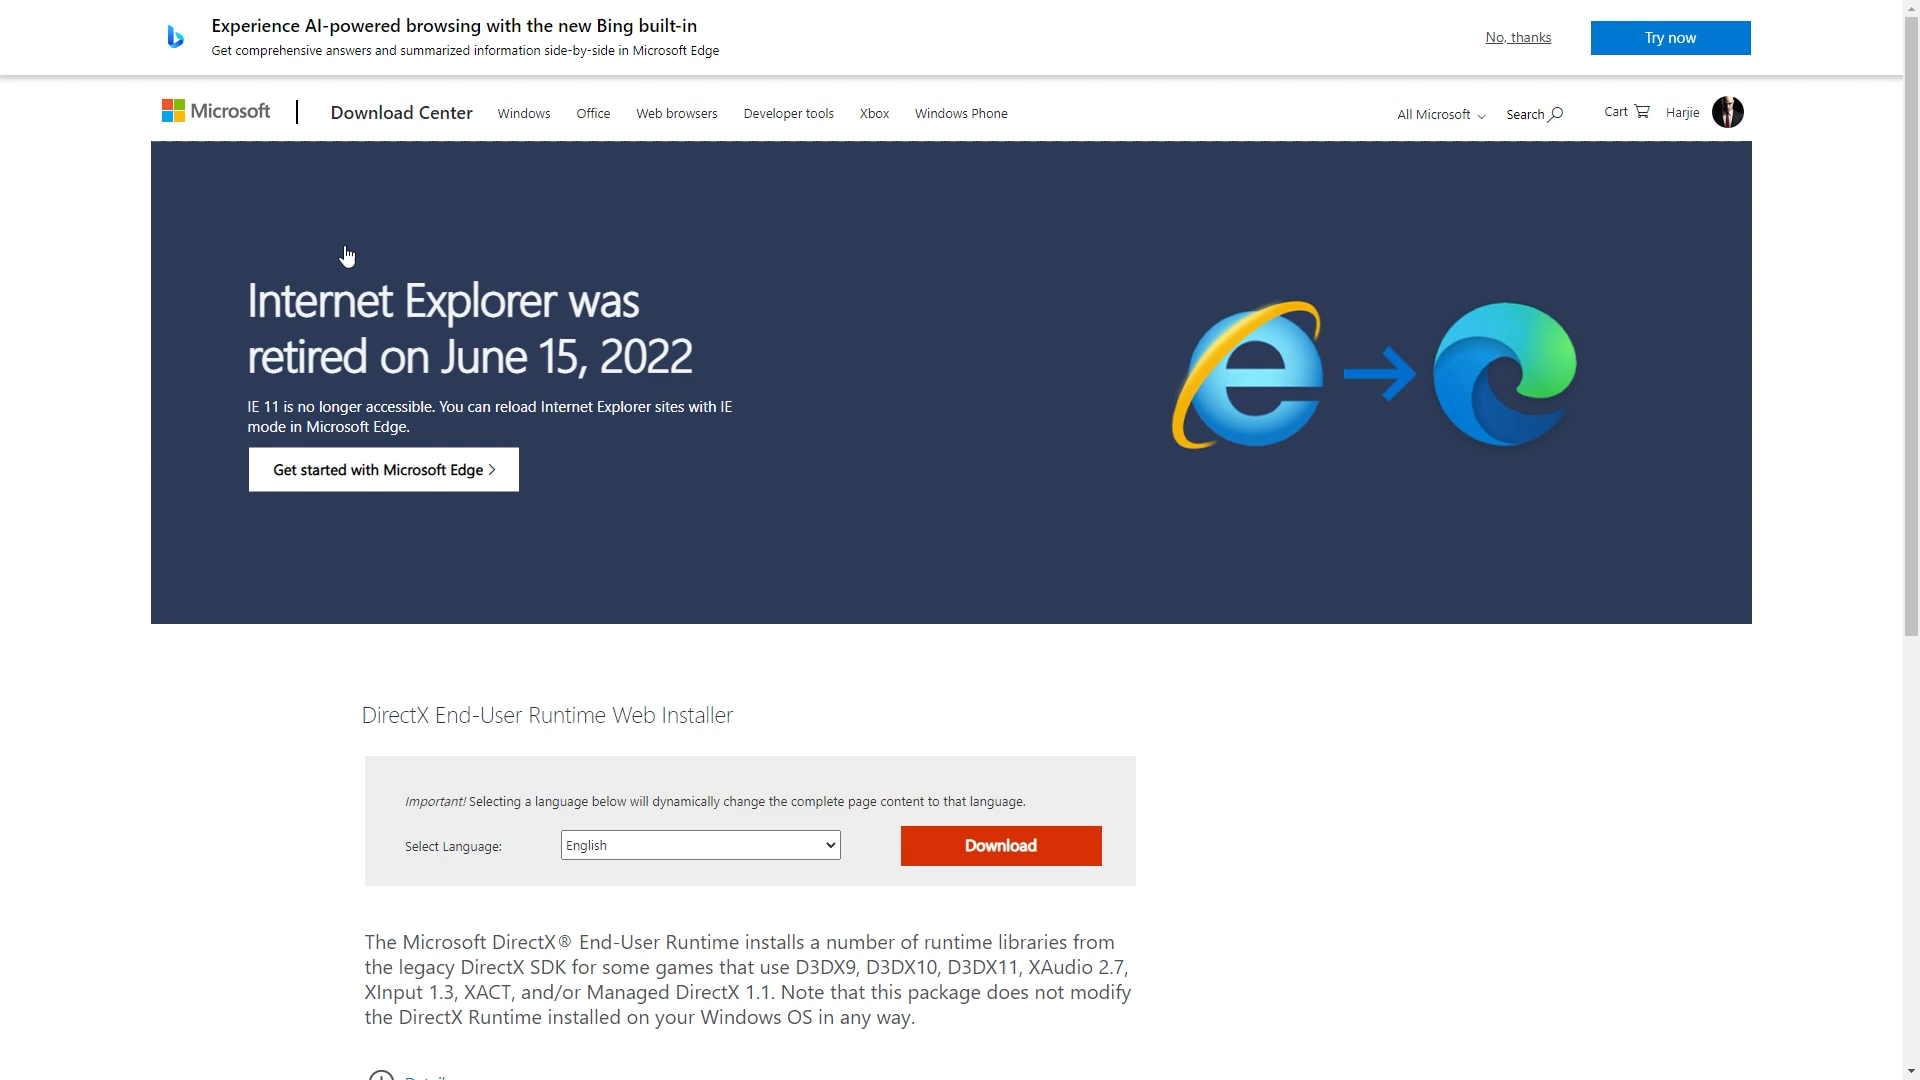 Experience AI-powered browsing with the new Bing built-in
Get comprehensive answers and summarized information side-by-side in Microsoft Edge
No, thanks
Try now
Microsoft
Download Center
Windows
Office
Web browsers
Developer tools
Xbox
Windows Phone
All Microsoft
Search
Cart
Harjie
Internet Explorer was
retired on June 15, 2022
IE 11 is no longer accessible. You can reload Internet Explorer sites with IE
mode in Microsoft Edge.
Get started with Microsoft Edge >
DirectX End-User Runtime Web Installer
Important! Selecting a language below will dynamically change the complete page content to that language.
Select Language:
English
Download
The Microsoft DirectX® End-User Runtime installs a number of runtime libraries from
the legacy DirectX SDK for some games that use D3DX9, D3DX10, D3DX11, XAudio 2.7,
XInput 1.3, XACT, and/or Managed DirectX 1.1. Note that this package does not modify
the DirectX Runtime installed on your Windows OS in any way.